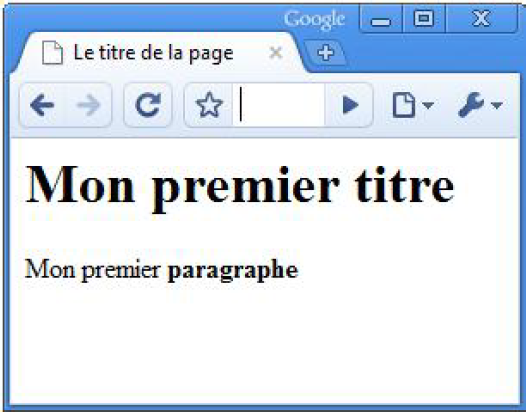 Google
Le titre de la page
Mon premier titre
Mon premier paragraphe